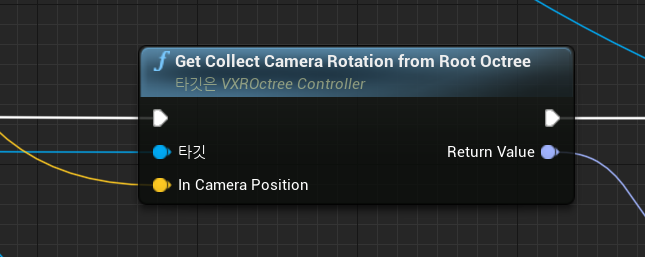 f Get Collect Camera Rotation from Root Octree
타깃은 VXROctree Controller
타깃
Return Value
In Camera Position